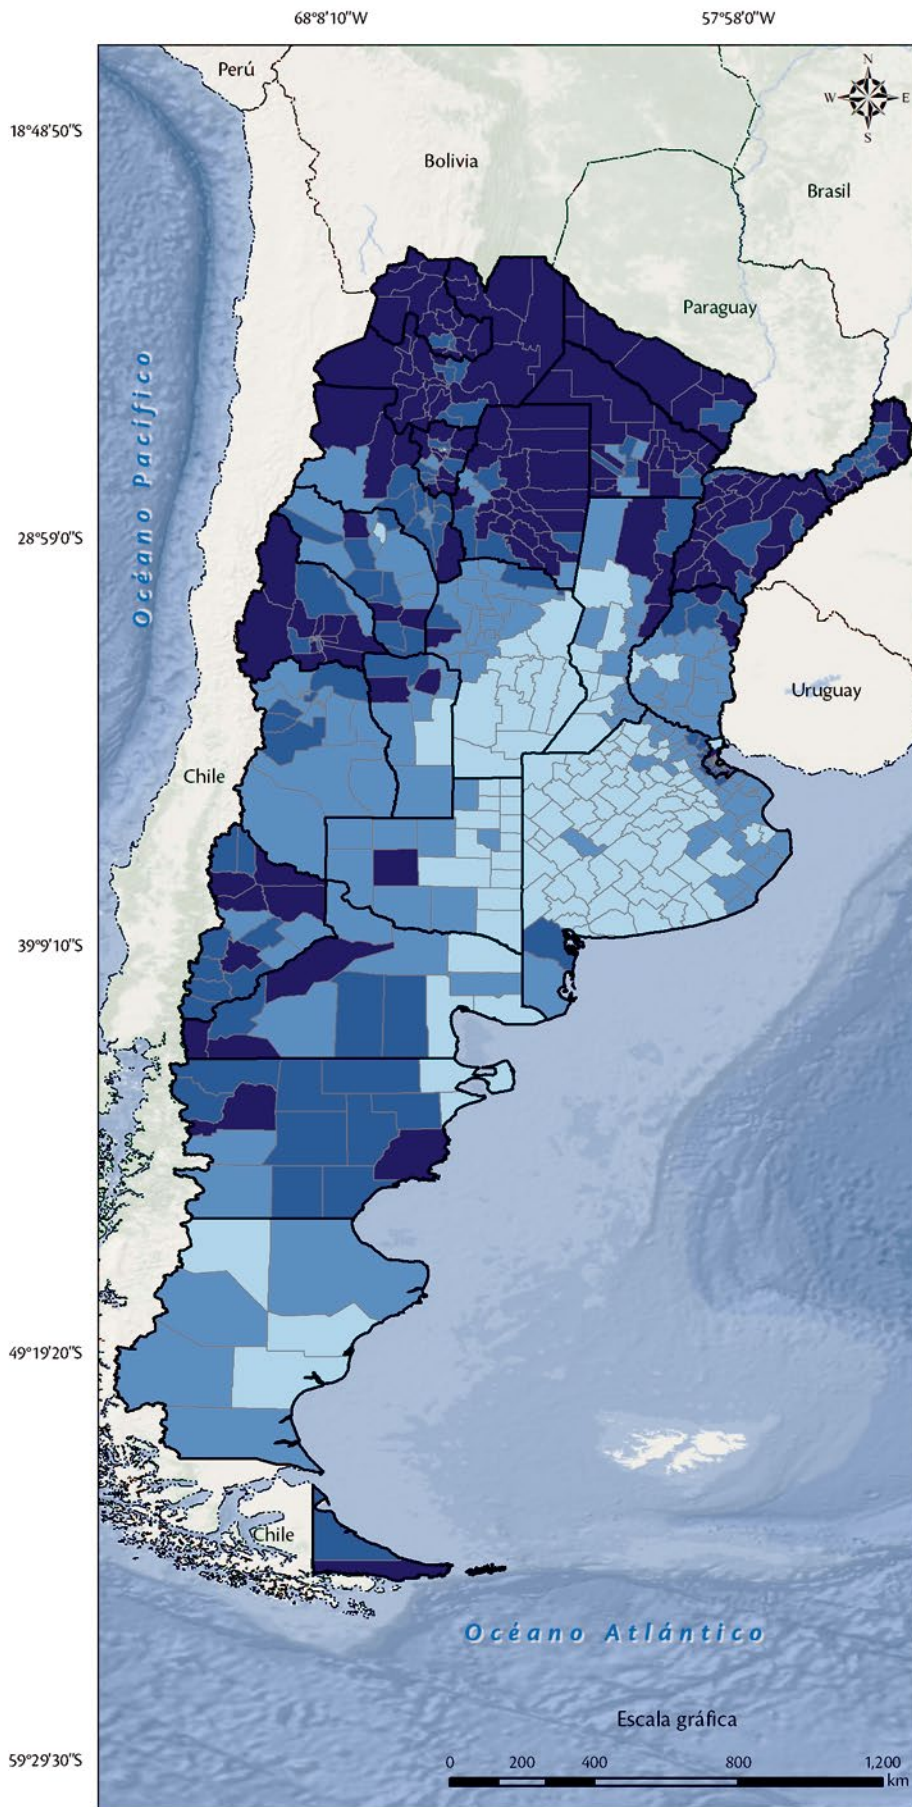 68°8'10"W
57°58'0"W
Perú
N
W
E
S
18°48'50"S
Bolivia
Brasil
Paraguay
Océano Pacífico
28°59'0"S
Uruguay
Chile
39°9'10"S
49°19'20"S
Chile
Océano Atlántico
Escala gráfica
59°29'30"S
0 200 400 800 1,200
km